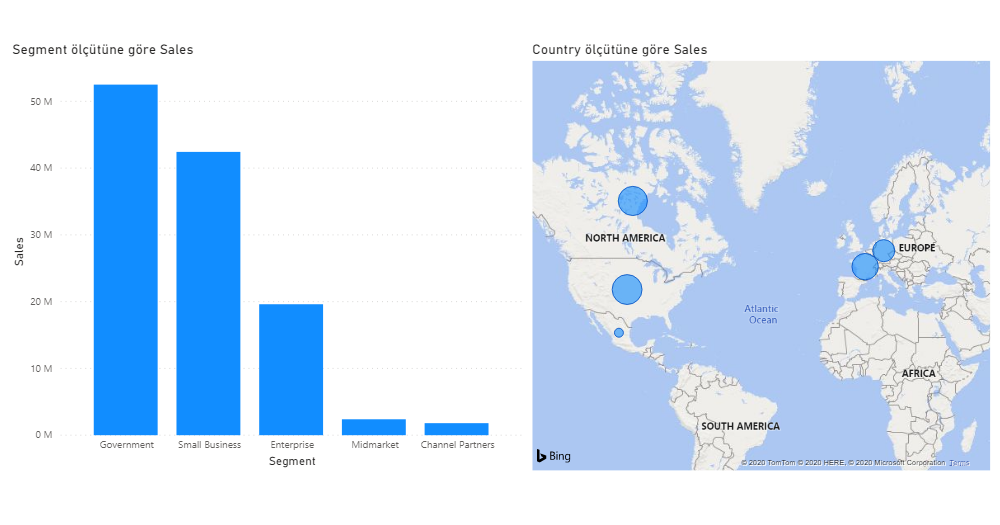 Segment ölçütüne göre Sales
50 M
40 M
30 M
20 M
10 M
0 M
Sales
Government
Small Business
Enterprise
Midmarket
Channel Partners
Segment
Country ölçütüne göre Sales
NORTH AMERICA
EUROPE
Atlantic
Ocean
AFRICA
SOUTH AMERICA
Bing
© 2020 TomTom © 2020 HERE, © 2020 Microsoft Corporation Terms